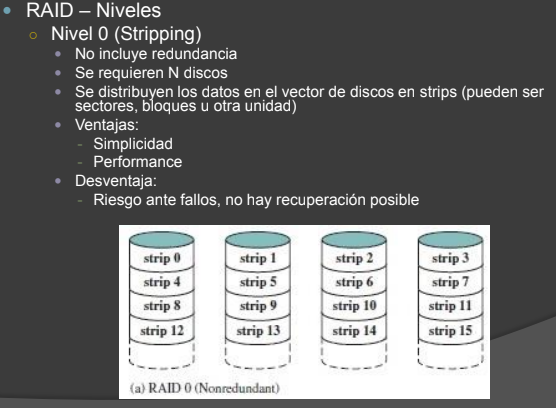 RAID – Niveles
Nivel 0 (Stripping)
No incluye redundancia
Se requieren N discos
Se distribuyen los datos en el vector de discos en strips (pueden ser
sectores, bloques u otra unidad)
Ventajas:
- Simplicidad
- Performance
Desventaja:
- Riesgo ante fallos, no hay recuperación posible
strip 0 strip 1 strip 2 strip 3
strip 4 strip 5 strip 6 strip 7
strip 8 strip 9 strip 10 strip 11
strip 12 strip 13 strip 14 strip 15
(a) RAID 0 (Nonredundant)